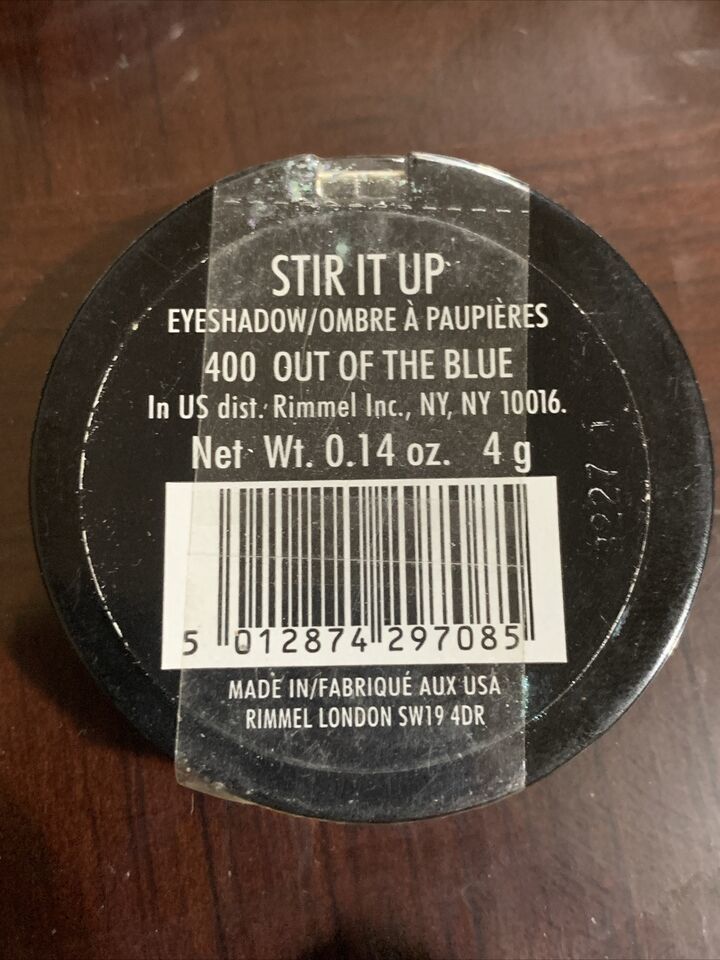 STIR IT UP
EYESHADOW/OMBRE À PAUPIÈRES
400 OUT OF THE BLUE
In US dist. Rimmel Inc., NY, NY 10016.
Net Wt. 0.14 oz. 4 g
5 012874 297085
MADE IN/FABRIQUÉ AUX USA
RIMMEL LONDON SW19 4DR